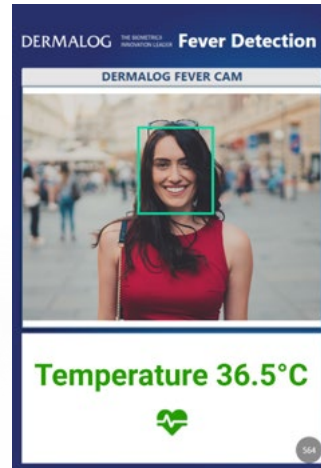 DERMALOG THE BIOMETRICS INNOVATION LEADER Fever Detection
DERMALOG FEVER CAM
Temperature 36.5°C
564